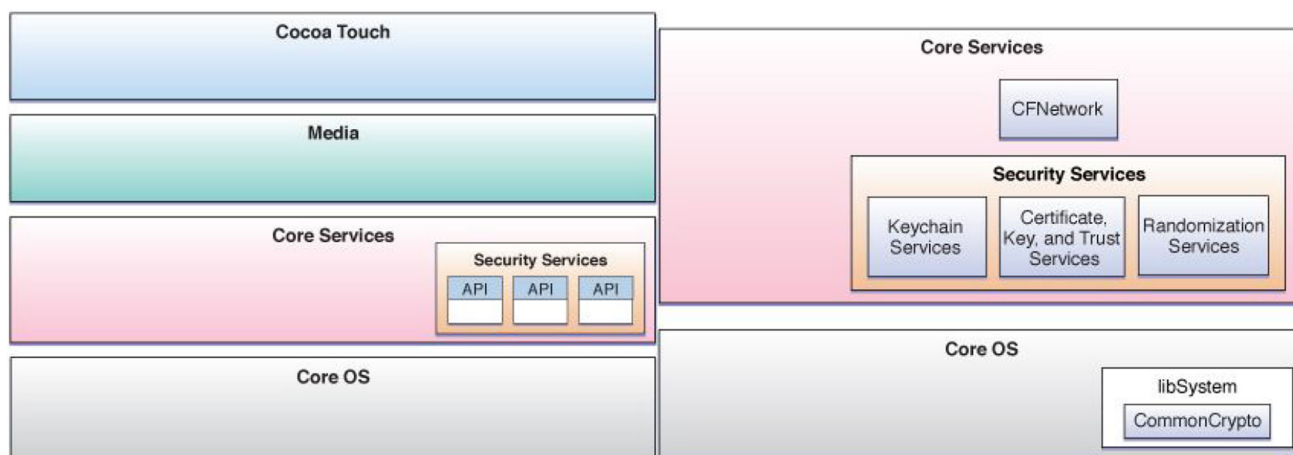 Cocoa Touch
Media
Core Services
Security Services
API API API
Core OS
Core Services
CFNetwork
Security Services
Keychain
Services
Certificate,
Key, and Trust
Services
Randomization
Services
Core OS
libSystem
CommonCrypto